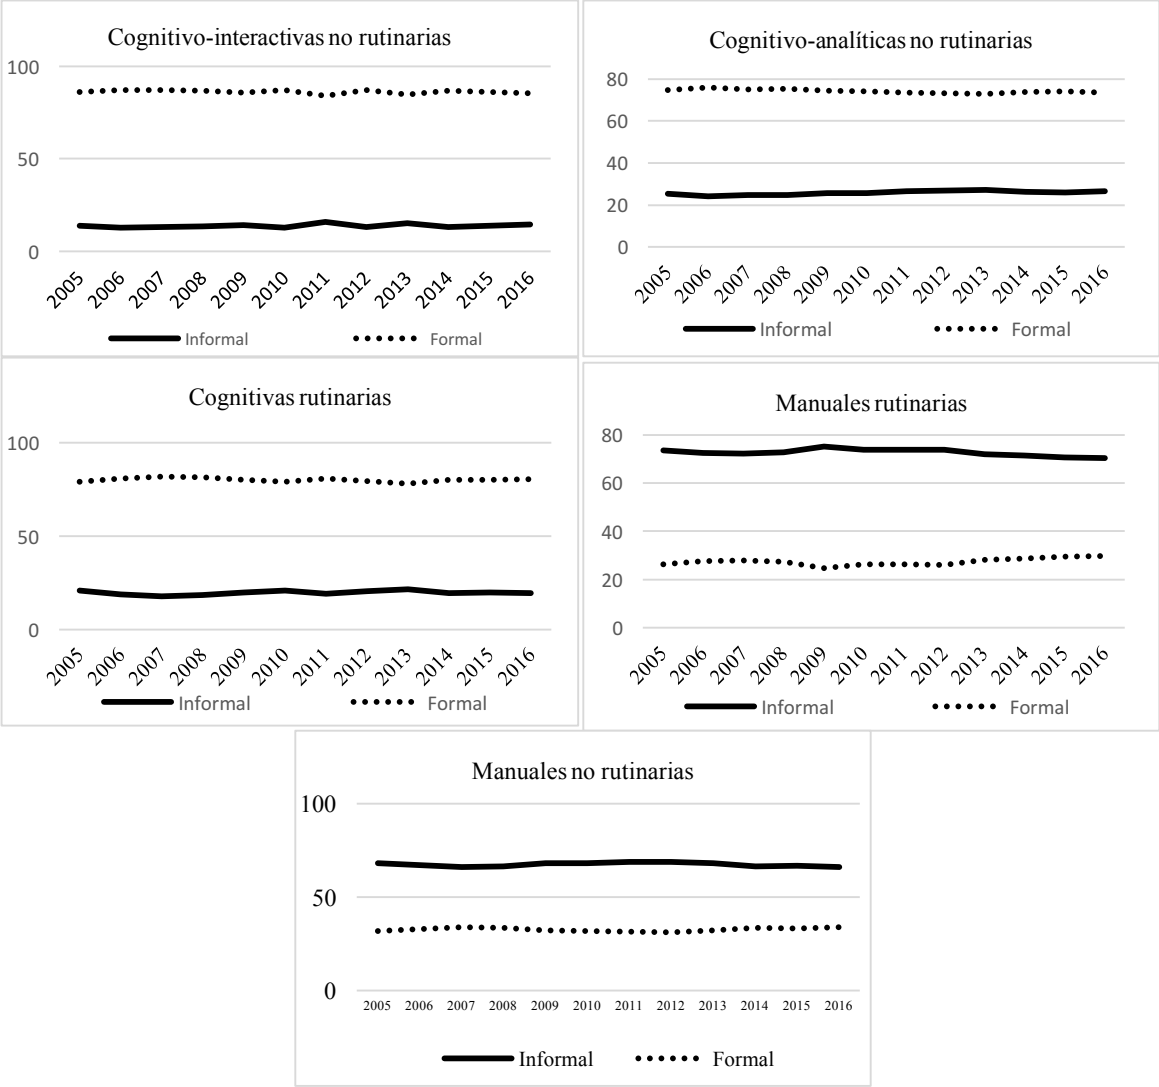 Cognitivo-interactivas no rutinarias
100
50
0
2005 2006 2007 2008 2009 2010 2011 2012 2013 2014 2015 2016
Informal Formal
Cognitivo-analíticas no rutinarias
80
60
40
20
0
2005 2006 2007 2008 2009 2010 2011 2012 2013 2014 2015 2016
Informal Formal
Cognitivas rutinarias
100
50
0
2005 2006 2007 2008 2009 2010 2011 2012 2013 2014 2015 2016
Informal Formal
Manuales rutinarias
80
60
40
20
0
2005 2006 2007 2008 2009 2010 2011 2012 2013 2014 2015 2016
Informal Formal
Manuales no rutinarias
100
50
0
2005 2006 2007 2008 2009 2010 2011 2012 2013 2014 2015 2016
Informal Formal